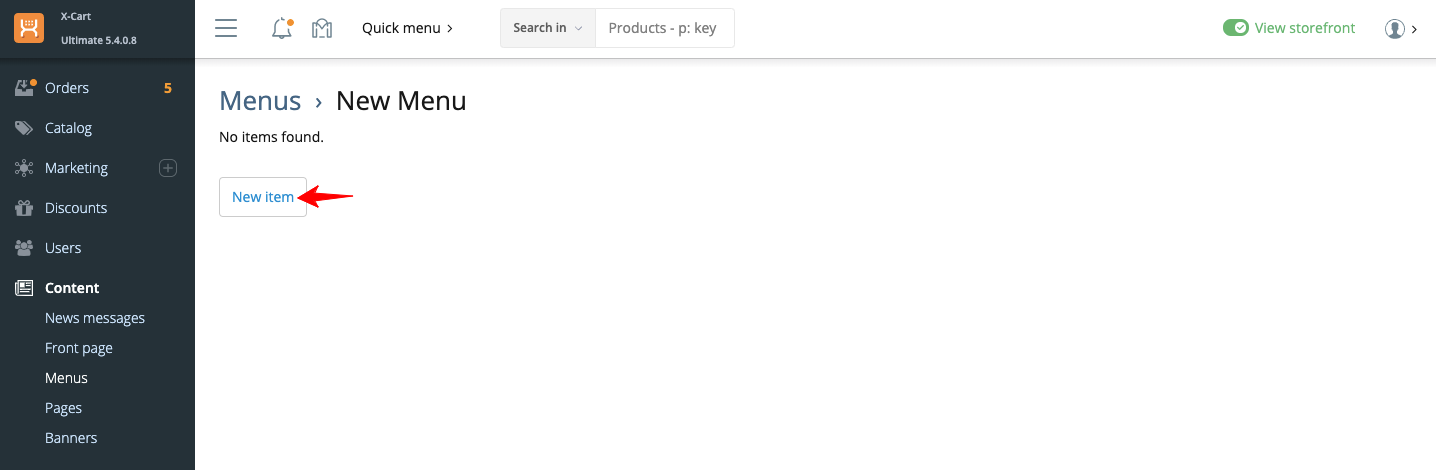 X-Cart
Ultimate 5.4.0.8
Quick menu
Search in
Products - p: key
View storefront
Orders 5
Catalog
Marketing
Discounts
Users
Content
News messages
Front page
Menus
Pages
Banners
Menus › New Menu
No items found.
New item